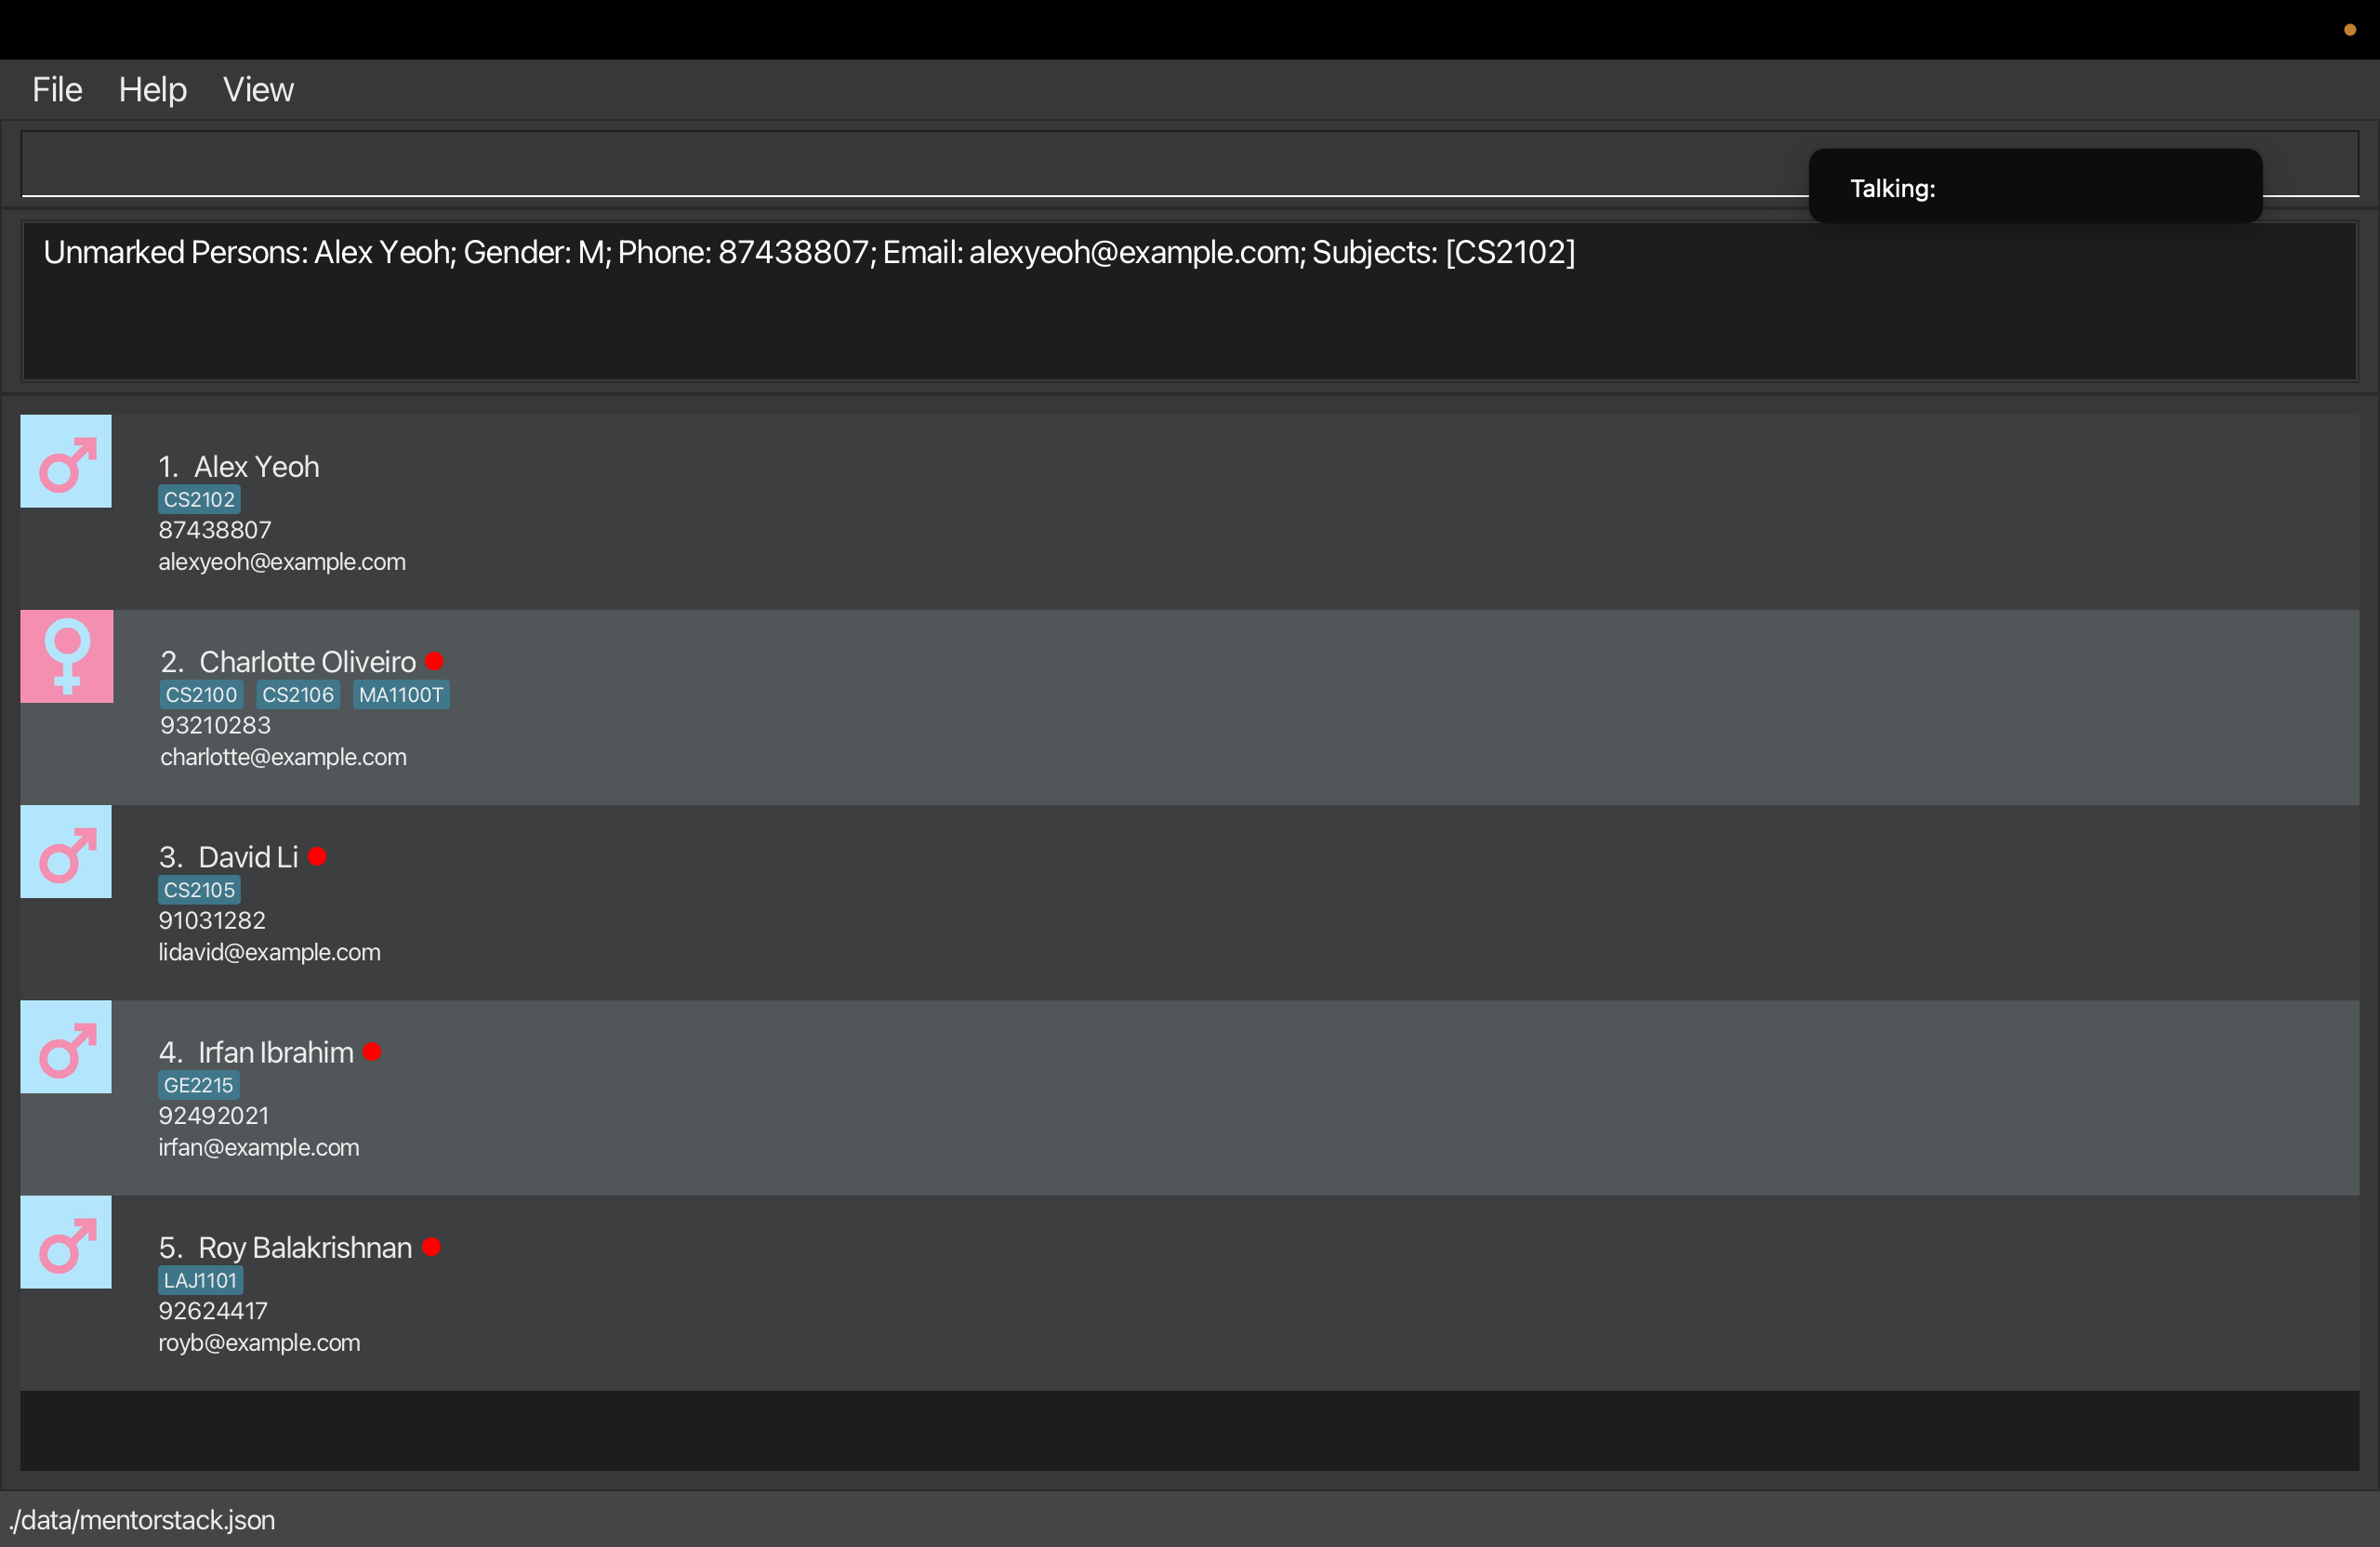 File Help View
Talking:
Unmarked Persons: Alex Yeoh; Gender: M; Phone: 87438807; Email: alexyeoh@example.com; Subjects: [CS2102]
1. Alex Yeoh
CS2102
87438807
alexyeoh@example.com
2. Charlotte Oliveiro
CS2100 CS2106 MA1100T
93210283
charlotte@example.com
3. David Li
CS2105
91031282
lidavid@example.com
4. Irfan Ibrahim
GE2215
92492021
irfan@example.com
5. Roy Balakrishnan
LAJ1101
92624417
royb@example.com
./data/mentorstack.json